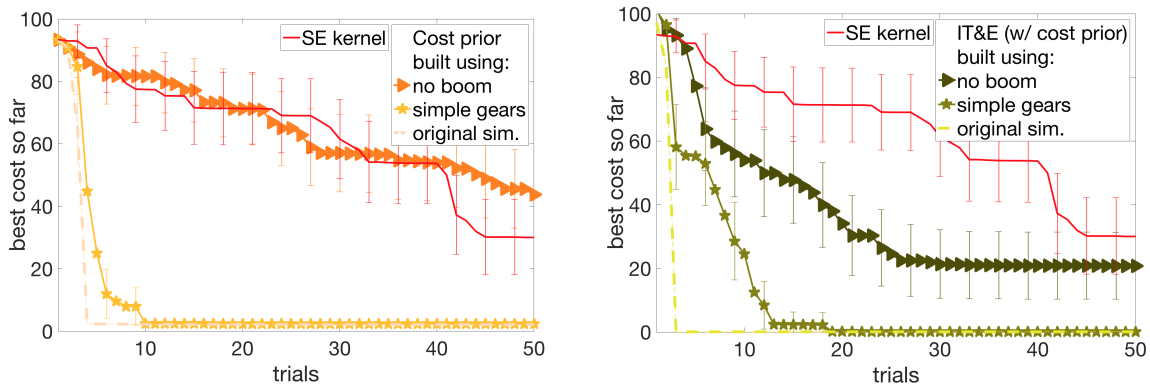 100
80
60
40
20
0
best cost so far
SE kernel
Cost prior
built using:
no boom
simple gears
original sim.
10
20
30
40
50
trials
100
80
60
40
20
0
best cost so far
SE kernel
IT&E (w/ cost prior)
built using:
no boom
simple gears
original sim.
10
20
30
40
50
trials